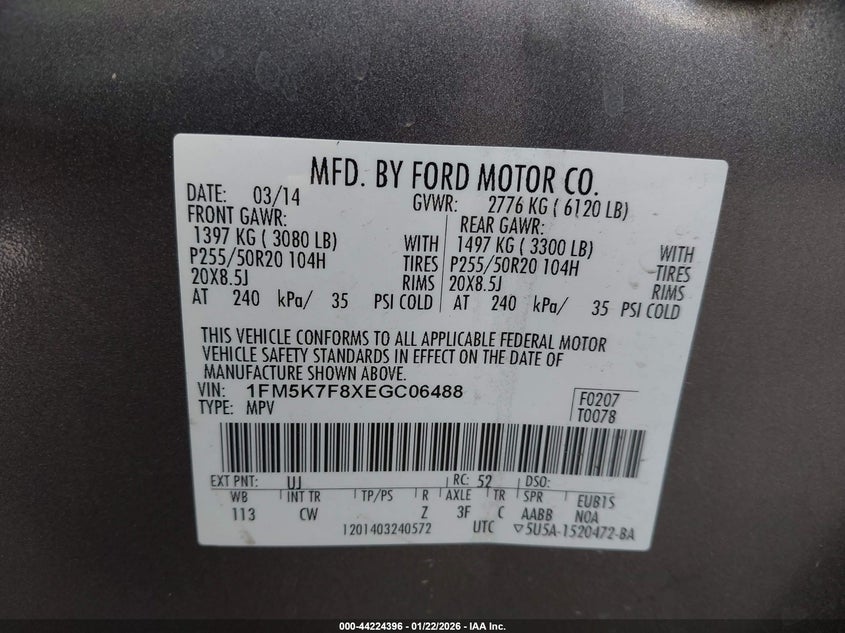 MFD. BY FORD MOTOR CO.
DATE: 03/14 GVWR: 2776 KG ( 6120 LB)
FRONT GAWR: REAR GAWR:
1397 KG ( 3080 LB) WITH 1497 KG ( 3300 LB) WITH
P255/50R20 104H TIRES P255/50R20 104H TIRES
20X8.5J RIMS 20X8.5J RIMS
AT 240 kPa/ 35 PSI COLD AT 240 kPa/ 35 PSI COLD
THIS VEHICLE CONFORMS TO ALL APPLICABLE FEDERAL MOTOR
VEHICLE SAFETY STANDARDS IN EFFECT ON THE DATE OF
MANUFACTURE SHOWN ABOVE.
VIN: 1FM5K7F8XEGC06488 F0207
TYPE: MPV T0078
EXT PNT: UJ RC: 52 DSO:
WB INT TR TP/PS R AXLE TR SPR EUB1S
113 CW Z 3F C AABB NOA
1201403240572 UTC ▽5U5A-1520472-BA
000-44224396 - 01/22/2026 - IAA Inc.